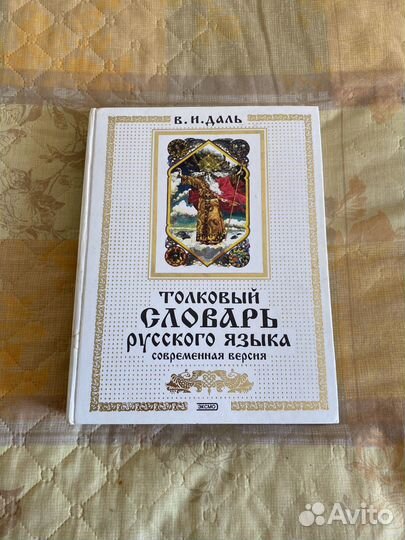 В. И. ДАЛЬ
ТОЛКОВЫЙ
СЛОВАРЬ
РУССКОГО ЯЗЫКА
СОВРЕМЕННАЯ ВЕРСИЯ
ЭКСМО
Avito